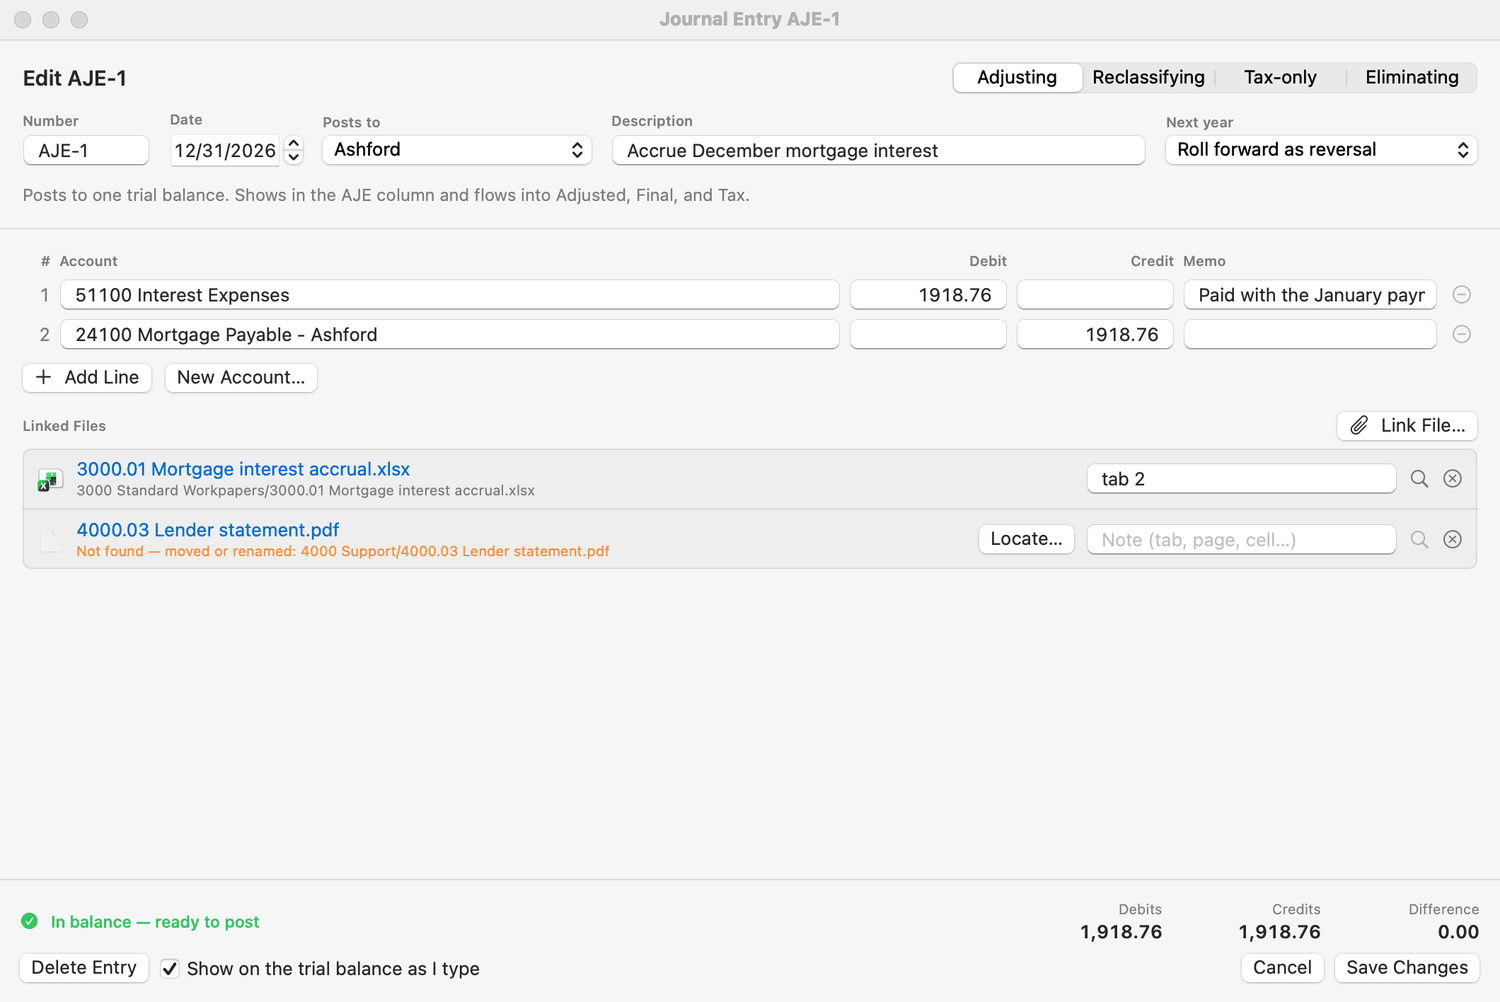 Journal Entry AJE-1
Edit AJE-1
Adjusting Reclassifying Tax-only Eliminating
Number Date Posts to Description Next year
AJE-1 12/31/2026 Ashford Accrue December mortgage interest Roll forward as reversal
Posts to one trial balance. Shows in the AJE column and flows into Adjusted, Final, and Tax.
# Account Debit Credit Memo
1 51100 Interest Expenses 1918.76 Paid with the January
2 24100 Mortgage Payable - Ashford 1918.76
Add Line New Account...
Linked Files Link File...
3000.01 Mortgage interest accrual.xlsx
3000 Standard Workpapers/3000.01 Mortgage interest accrual.xlsx
tab 2
4000.03 Lender statement.pdf
Not found — moved or renamed: 4000 Support/4000.03 Lender statement.pdf
Locate... Note (tab, page, cell...)
In balance — ready to post
Debits Credits Difference
1,918.76 1,918.76 0.00
Delete Entry Show on the trial balance as I type Cancel Save Changes